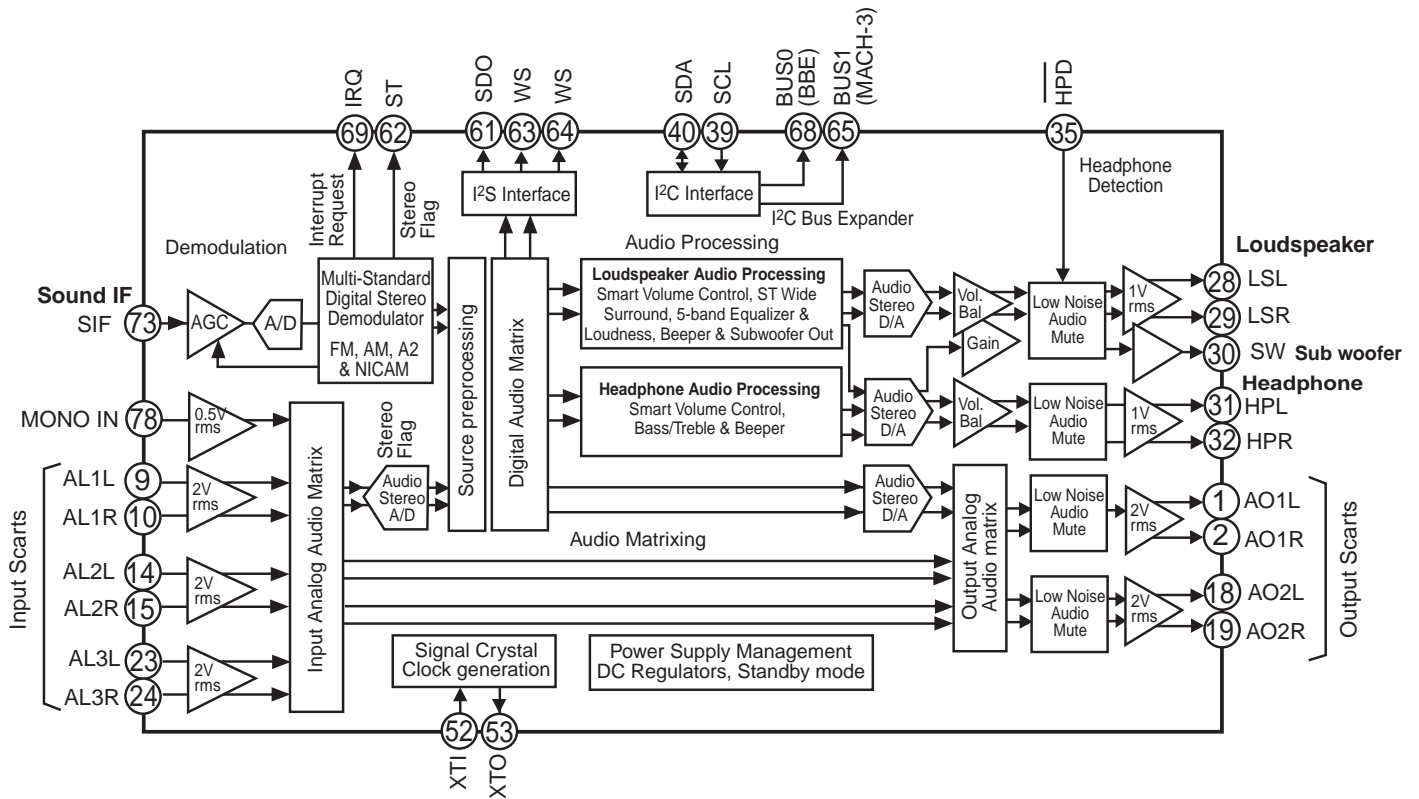 IRQ
ST
SDO
WS
WS
SDA
SCL
BUS0
(BBE)
BUS1
(MACH-3)
HPD
69
62
61
63
64
40
39
68
65
35
Interrupt
Request
Stereo
Flag
I2S Interface
I2C Interface
I2C Bus Expander
Headphone
Detection
Demodulation
Audio Processing
Sound IF
SIF
73
AGC
A/D
Multi-Standard
Digital Stereo
Demodulator
FM, AM, A2
& NICAM
Source preprocessing
Digital Audio Matrix
Loudspeaker Audio Processing
Smart Volume Control, ST Wide
Surround, 5-band Equalizer &
Loudness, Beeper & Subwoofer Out
Audio
Stereo
D/A
Vol.
Bal
Gain
Low Noise
Audio
Mute
1V
rms
Loudspeaker
28
LSL
29
LSR
30
SW
Sub woofer
Headphone Audio Processing
Smart Volume Control,
Bass/Treble & Beeper
Audio
Stereo
D/A
Vol.
Bal
Low Noise
Audio
Mute
1V
rms
Headphone
31
HPL
32
HPR
MONO IN
78
0.5V
rms
Input Scarts
AL1L
9
AL1R
10
2V
rms
AL2L
14
AL2R
15
2V
rms
AL3L
23
AL3R
24
2V
rms
Input Analog Audio Matrix
Stereo
Flag
Audio
Stereo
A/D
Audio Matrixing
Audio
Stereo
D/A
Output Analog
Audio matrix
Low Noise
Audio
Mute
2V
rms
1
AO1L
2
AO1R
Low Noise
Audio
Mute
2V
rms
18
AO2L
19
AO2R
Output Scarts
Signal Crystal
Clock generation
Power Supply Management
DC Regulators, Standby mode
52
53
XTI
XTO